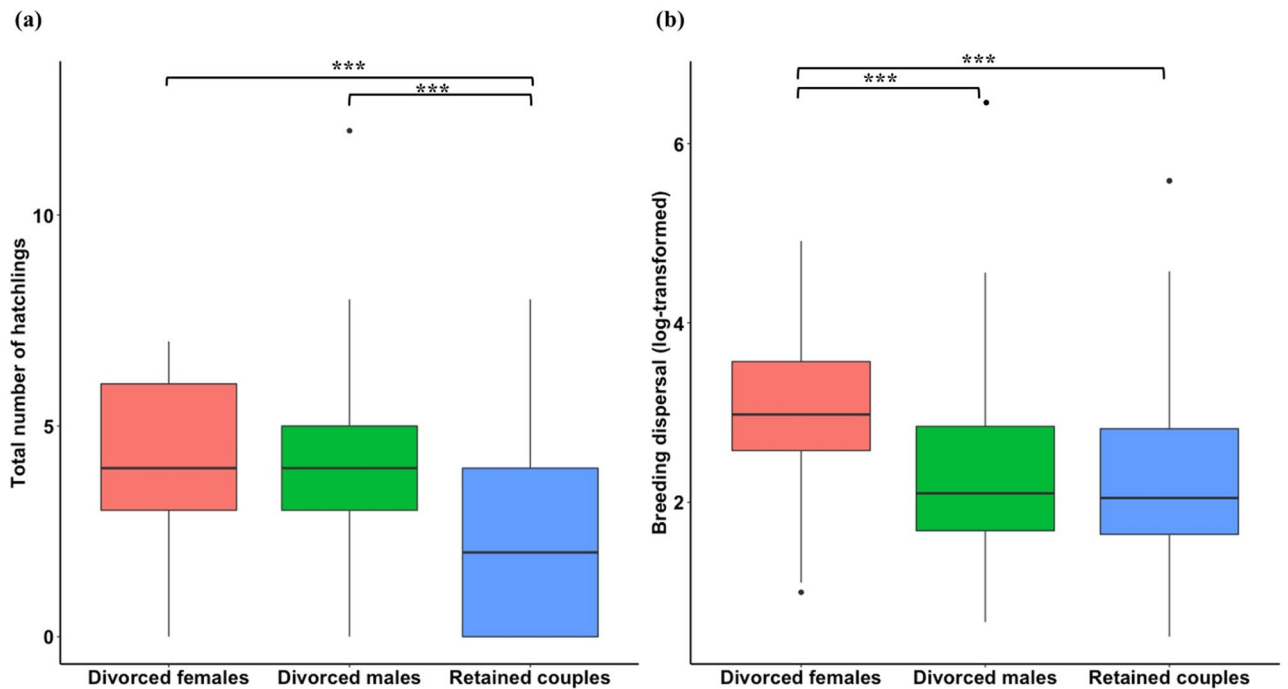 (a)
***
***
10
5
0
Total number of hatchlings
Divorced females Divorced males Retained couples
(b)
***
***
6
4
2
Breeding dispersal (log-transformed)
Divorced females Divorced males Retained couples